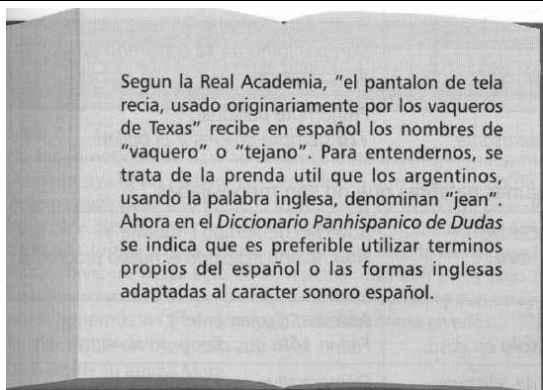 Segun la Real Academia, "el pantalon de tela
recia, usado originariamente por los vaqueros
de Texas" recibe en español los nombres de
"vaquero" o "tejano". Para entendernos, se
trata de la prenda util que los argentinos,
usando la palabra inglesa, denominan "jean".
Ahora en el Diccionario Panhispanico de Dudas
se indica que es preferible utilizar terminos
propios del español o las formas inglesas
adaptadas al caracter sonoro español.